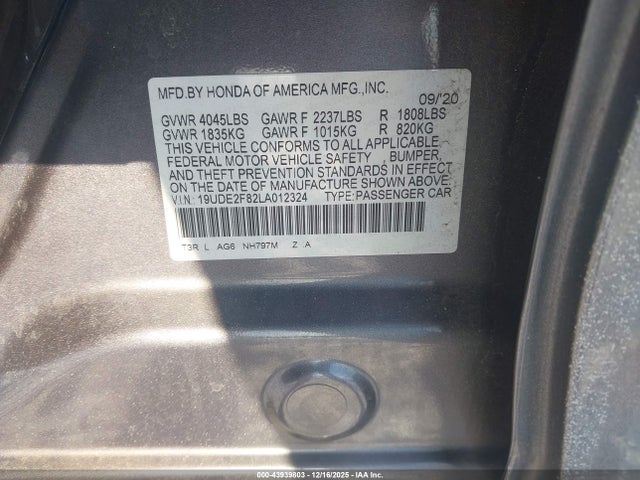 MFD.BY HONDA OF AMERICA MFG.,INC.
09/'20
GVWR 4045LBS GAWR F 2237LBS R 1808LBS
GVWR 1835KG GAWR F 1015KG R 820KG
THIS VEHICLE CONFORMS TO ALL APPLICABLE
FEDERAL MOTOR VEHICLE SAFETY , BUMPER,
AND THEFT PREVENTION STANDARDS IN EFFECT
ON THE DATE OF MANUFACTURE SHOWN ABOVE.
V.I.N: 19UDE2F82LA012324 TYPE:PASSENGER CAR
T3R L AG6 NH797M Z .A
000-43939803 - 12/16/2025 - IAA Inc.